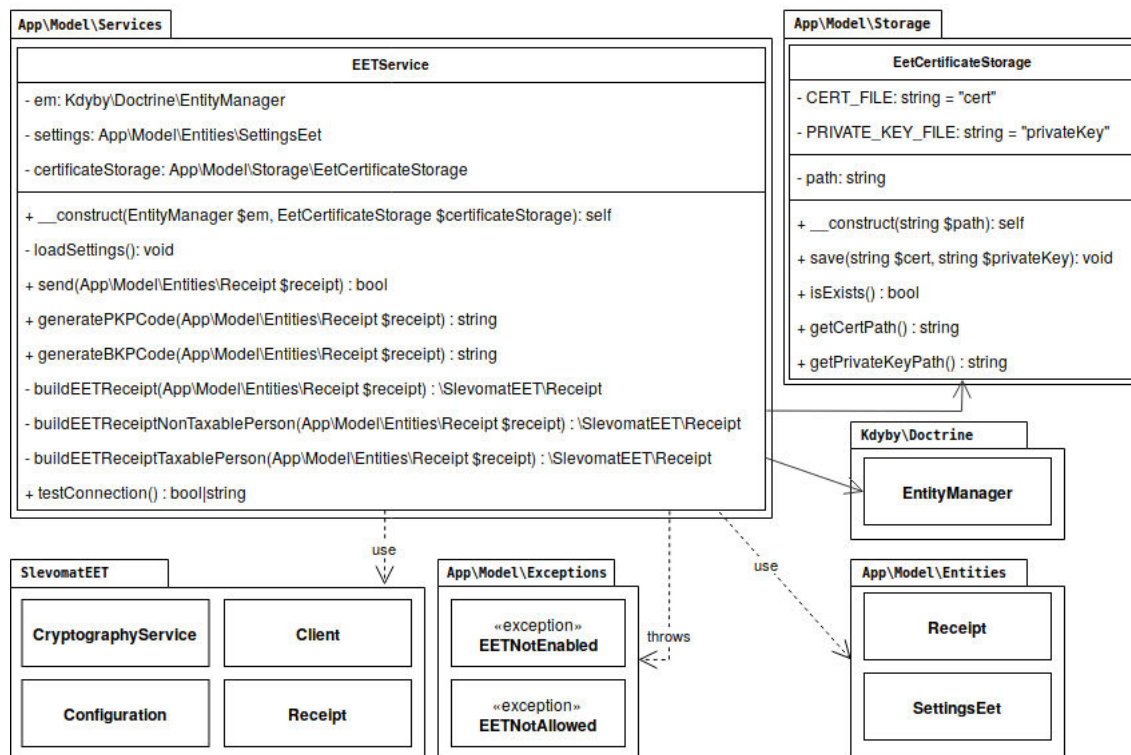 App\Model\Services
EETService
- em: Kdyby\Doctrine\EntityManager
- settings: App\Model\Entities\SettingsEet
- certificateStorage: App\Model\Storage\EetCertificateStorage
+ __construct(EntityManager $em, EetCertificateStorage $certificateStorage): self
- loadSettings(): void
+ send(App\Model\Entities\Receipt $receipt) : bool
+ generatePKPCode(App\Model\Entities\Receipt $receipt) : string
+ generateBKPCode(App\Model\Entities\Receipt $receipt) : string
- buildEETReceipt(App\Model\Entities\Receipt $receipt) : \SlevomatEET\Receipt
- buildEETReceiptNonTaxablePerson(App\Model\Entities\Receipt $receipt) : \SlevomatEET\Receipt
- buildEETReceiptTaxablePerson(App\Model\Entities\Receipt $receipt) : \SlevomatEET\Receipt
+ testConnection() : bool|string
App\Model\Storage
EetCertificateStorage
- CERT_FILE: string = "cert"
- PRIVATE_KEY_FILE: string = "privateKey"
- path: string
+ __construct(string $path): self
+ save(string $cert, string $privateKey): void
+ isExists() : bool
+ getCertPath() : string
+ getPrivateKeyPath() : string
Kdyby\Doctrine
EntityManager
use
throws
use
SlevomatEET
CryptographyService
Client
Configuration
Receipt
App\Model\Exceptions
«exception»
EETNotEnabled
«exception»
EETNotAllowed
App\Model\Entities
Receipt
SettingsEet